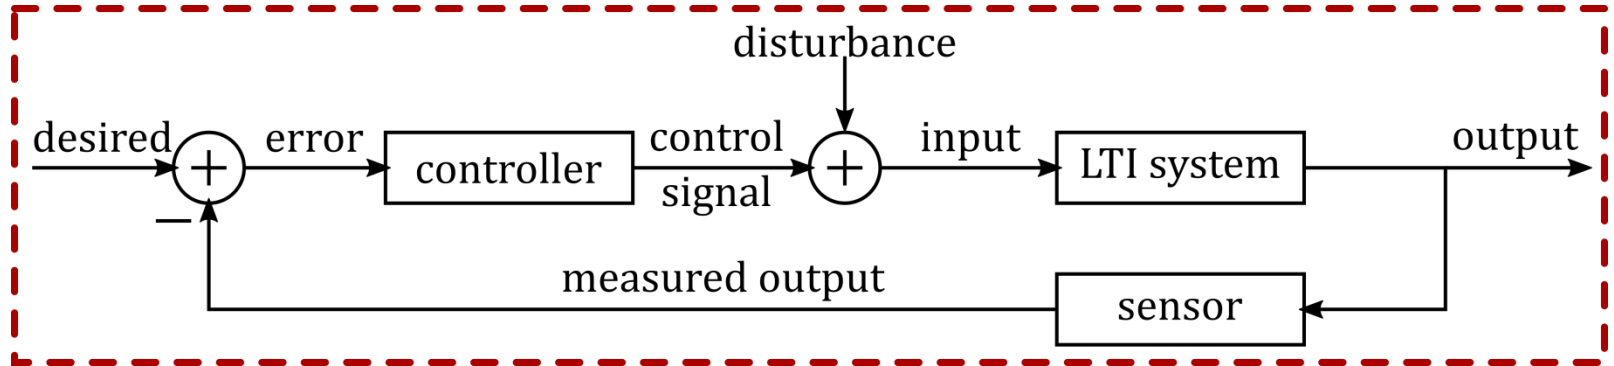 disturbance
desired
+
error
controller
control
signal
+
input
LTI system
output
−
measured output
sensor